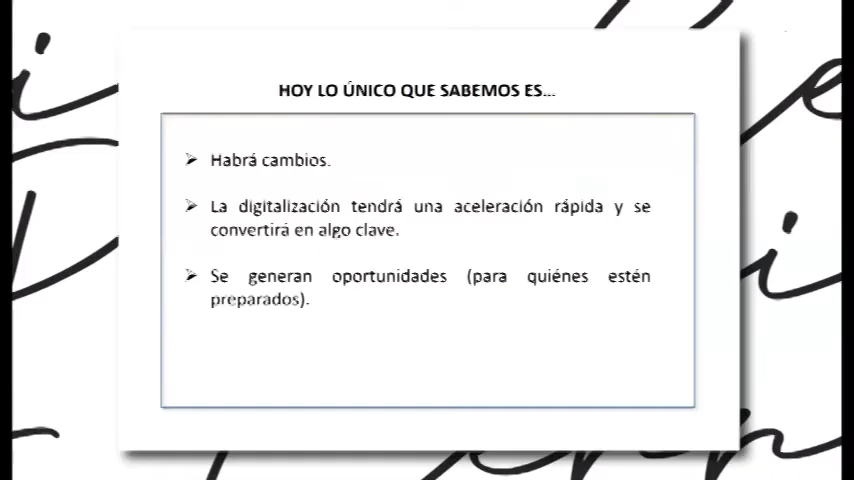 HOY LO ÚNICO QUE SABEMOS ES...
➢ Habrá cambios.
➢ La digitalización tendrá una aceleración rápida y se
convertirá en algo clave.
➢ Se generan oportunidades (para quiénes estén
preparados).